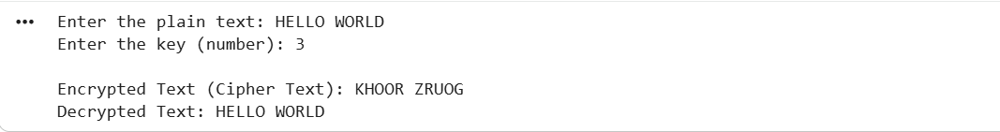 Enter the plain text: HELLO WORLD
Enter the key (number): 3
Encrypted Text (Cipher Text): KHOOR ZRUOG
Decrypted Text: HELLO WORLD